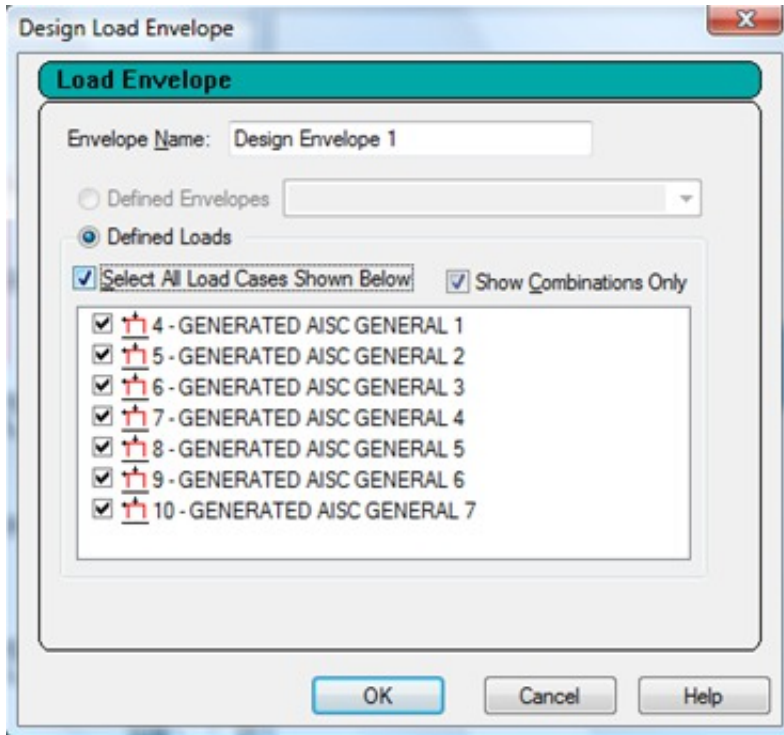 Design Load Envelope
Load Envelope
Envelope Name: Design Envelope 1
Defined Envelopes
Defined Loads
Select All Load Cases Shown Below Show Combinations Only
4 - GENERATED AISC GENERAL 1
5 - GENERATED AISC GENERAL 2
6 - GENERATED AISC GENERAL 3
7 - GENERATED AISC GENERAL 4
8 - GENERATED AISC GENERAL 5
9 - GENERATED AISC GENERAL 6
10 - GENERATED AISC GENERAL 7
OK Cancel Help